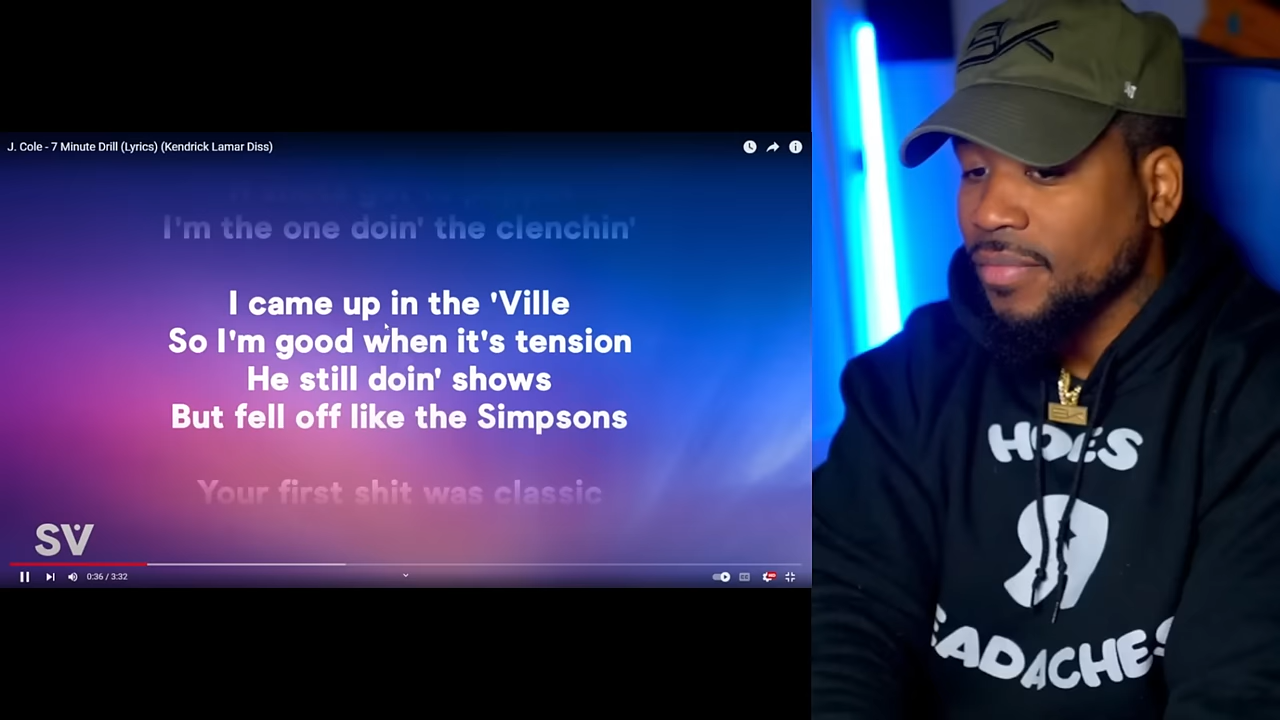 J. Cole - 7 Minute Drill (Lyrics) (Kendrick Lamar Diss)
I'm the one doin' the clenchin'
I came up in the 'Ville
So I'm good when it's tension
He still doin' shows
But fell off like the Simpsons
Your first shit was classic
SV
0:36 / 3:32
HOES
EADACHES